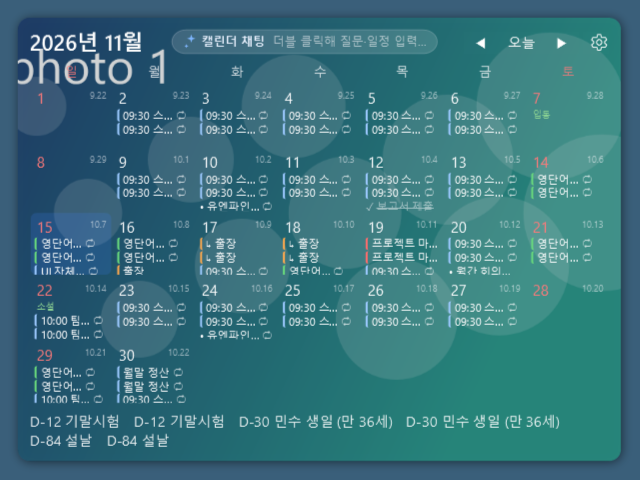 2026년 11월 캘린더 채팅 더블 클릭해 질문·일정 입력... ◀ 오늘 ▶
photo 1
일 월 화 수 목 금 토
1 9.22 2 9.23 3 9.24 4 9.25 5 9.26 6 9.27 7 9.28
09:30 스... 09:30 스... 09:30 스... 09:30 스... 09:30 스... 입동
09:30 스... 09:30 스... 09:30 스... 09:30 스... 09:30 스...
8 9.29 9 10.1 10 10.2 11 10.3 12 10.4 13 10.5 14 10.6
09:30 스... 09:30 스... 09:30 스... 09:30 스... 09:30 스... 영단어...
09:30 스... 09:30 스... 09:30 스... 09:30 스... 09:30 스... 영단어...
• 유엔파인... ✓ 보고서 제출
15 10.7 16 10.8 17 10.9 18 10.10 19 10.11 20 10.12 21 10.13
영단어... 영단어... ↳ 출장 ↳ 출장 프로젝트 마... 09:30 스... 영단어...
영단어... 영단어... ↳ 출장 ↳ 출장 프로젝트 마... 09:30 스... 영단어...
UI 자체... 출장 09:30 스... 영단어... 09:30 스... • 월간 회의...
22 10.14 23 10.15 24 10.16 25 10.17 26 10.18 27 10.19 28 10.20
소설 09:30 스... 09:30 스... 09:30 스... 09:30 스... 09:30 스...
10:00 팀... 09:30 스... 09:30 스... 09:30 스... 09:30 스... 09:30 스...
10:00 팀... • 유엔파인...
29 10.21 30 10.22
영단어... 월말 정산
영단어... 월말 정산
10:00 팀... 09:30 스...
D-12 기말시험 D-12 기말시험 D-30 민수 생일 (만 36세) D-30 민수 생일 (만 36세)
D-84 설날 D-84 설날